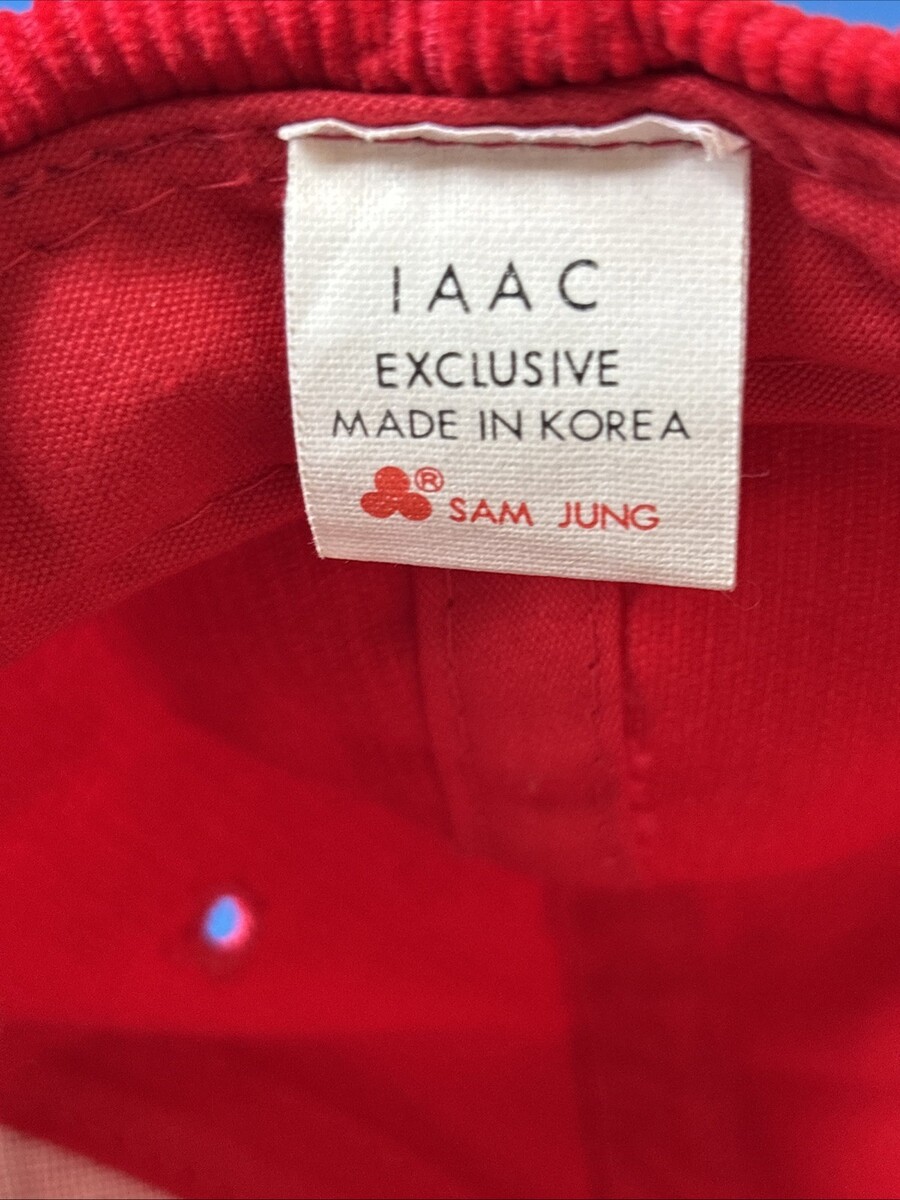 IAAC
EXCLUSIVE
MADE IN KOREA
® SAM JUNG